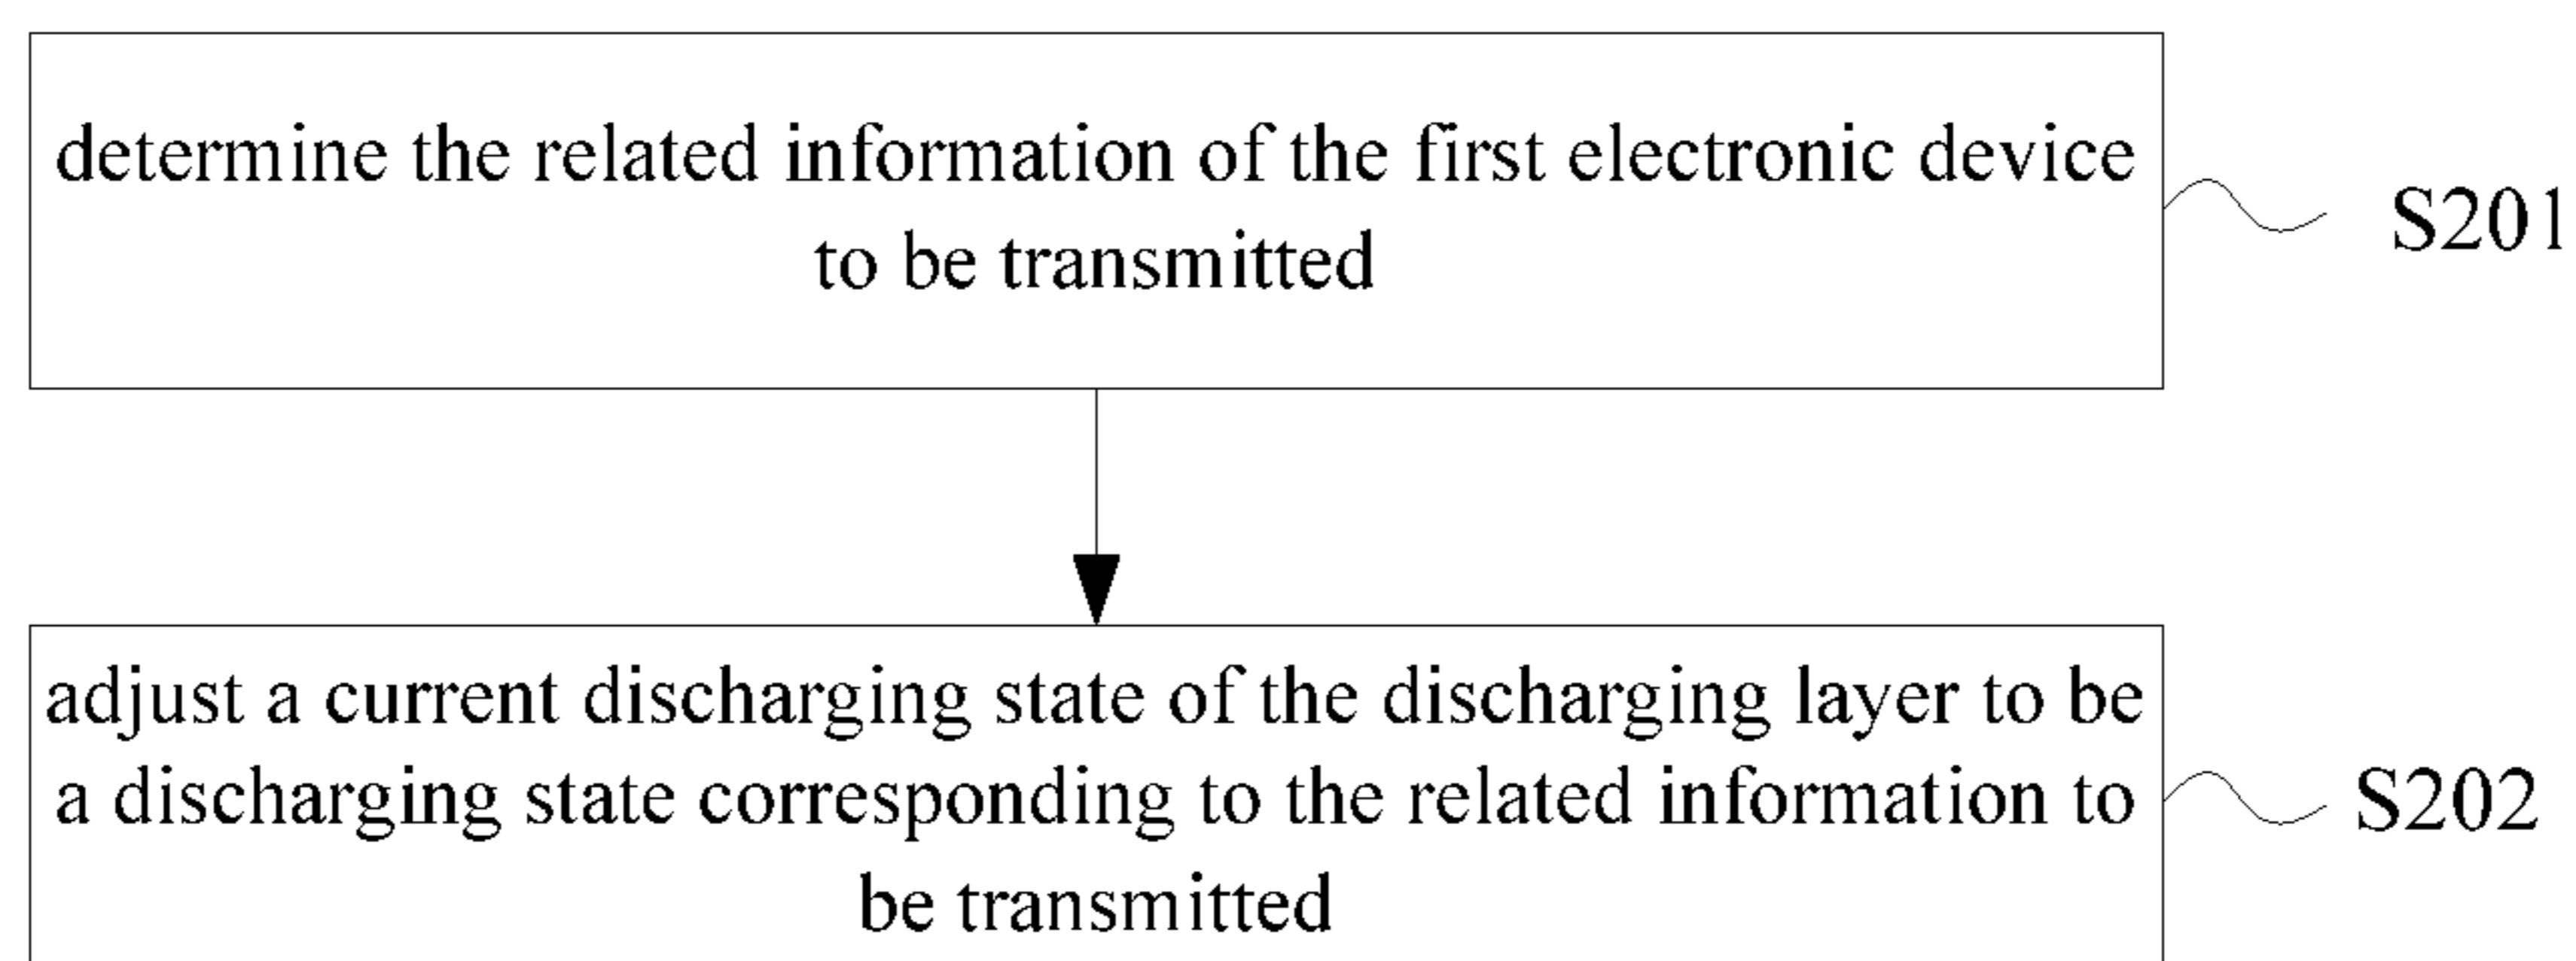 determine the related information of the first electronic device
to be transmitted
S201
adjust a current discharging state of the discharging layer to be
a discharging state corresponding to the related information to
be transmitted
S202